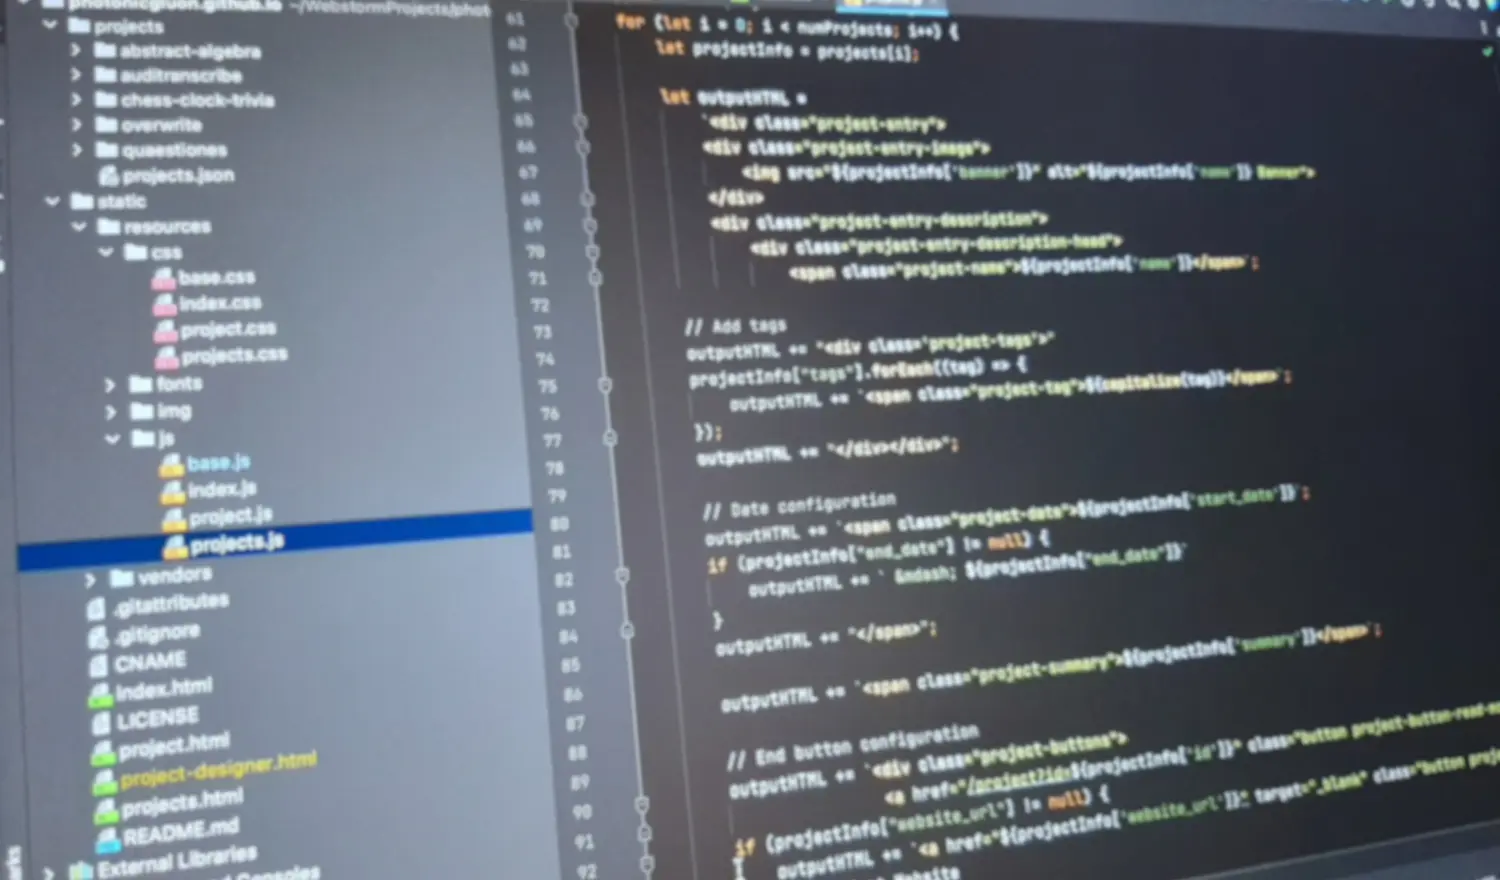 photonicgluon.github.io ~/WebstormProjects/phot
projects
abstract-algebra
auditranscribe
chess-clock-trivia
overwrite
quaestiones
projects.json
static
resources
css
base.css
index.css
project.css
projects.css
fonts
img
js
base.js
index.js
project.js
projects.js
vendors
.gitattributes
.gitignore
CNAME
index.html
LICENSE
project.html
project-designer.html
projects.html
README.md
External Libraries
Consoles
61 for (let i = 0; i < numProjects; i++) {
62 let projectInfo = projects[i];
63
64 let outputHTML =
65 `<div class="project-entry">
66 <div class="project-entry-image">
67 <img src="${projectInfo['banner']}" alt="${projectInfo['name']} Banner">
68 </div>
69 <div class="project-entry-description">
70 <div class="project-entry-description-head">
71 <span class="project-name">${projectInfo['name']}</span>`;
72
73 // Add tags
74 outputHTML += "<div class='project-tags'>"
75 projectInfo["tags"].forEach((tag) => {
76 outputHTML += `<span class="project-tag">${capitalize(tag)}</span>`;
77 });
78 outputHTML += "</div></div>";
79
80 // Date configuration
81 outputHTML += `<span class="project-date">${projectInfo['start_date']}`;
82 if (projectInfo["end_date"] != null) {
83 outputHTML += ` &mdash; ${projectInfo["end_date"]}`
84 }
85 outputHTML += "</span>";
86
87 outputHTML += `<span class="project-summary">${projectInfo['summary']}</span>`;
88
89 // End button configuration
90 outputHTML += `<div class="project-buttons">
91 <a href="/project?id=${projectInfo['id']}" class="button project-button-read-m
92 if (projectInfo["website_url"] != null) {
outputHTML += `<a href="${projectInfo['website_url']}" target="_blank" class="button proje
Website